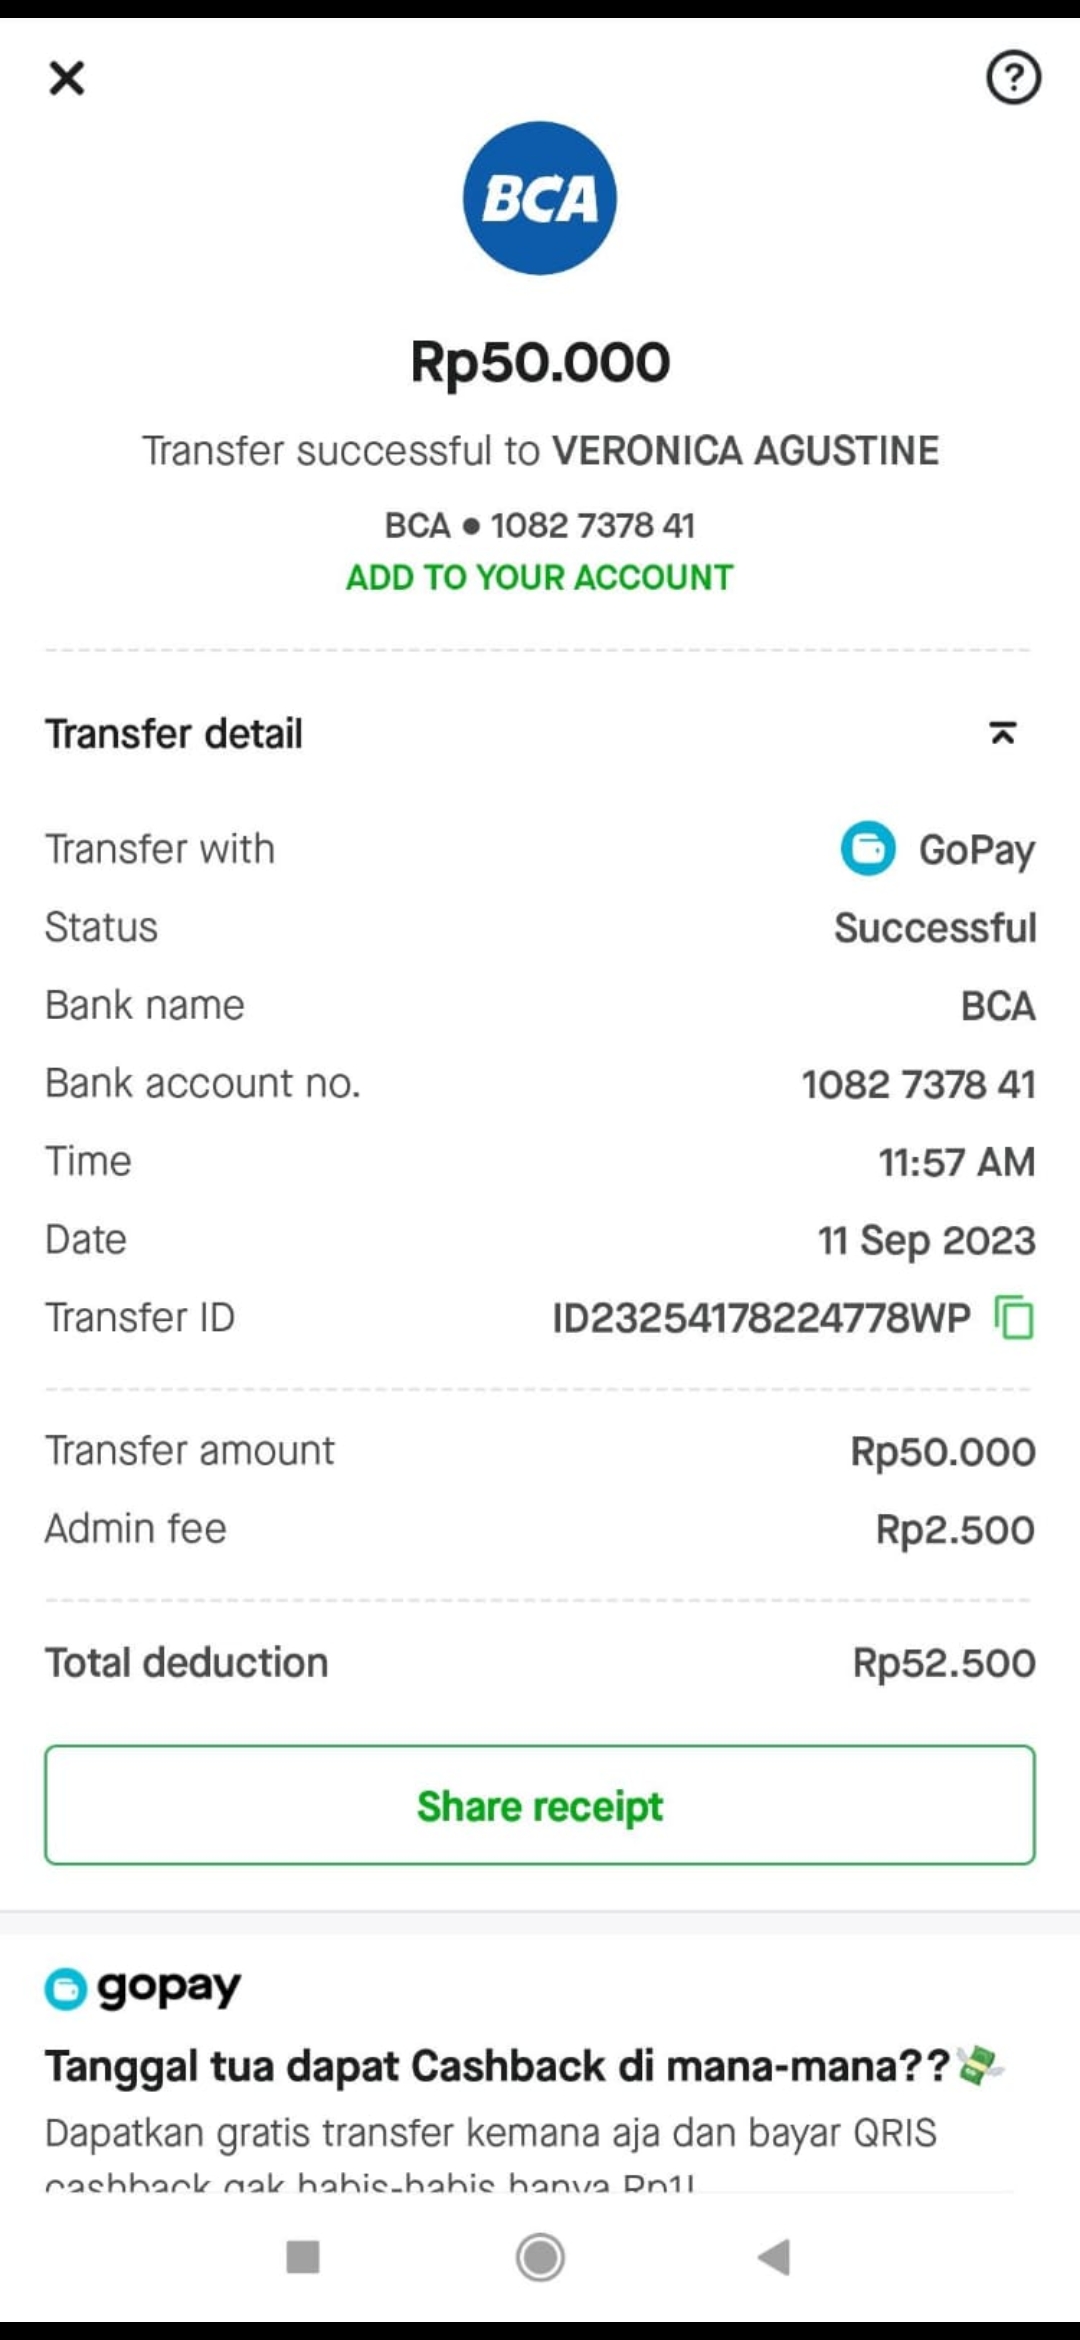 BCA
Rp50.000
Transfer successful to VERONICA AGUSTINE
BCA ● 1082 7378 41
ADD TO YOUR ACCOUNT
Transfer detail
Transfer with GoPay
Status Successful
Bank name BCA
Bank account no. 1082 7378 41
Time 11:57 AM
Date 11 Sep 2023
Transfer ID ID23254178224778WP
Transfer amount Rp50.000
Admin fee Rp2.500
Total deduction Rp52.500
Share receipt
gopay
Tanggal tua dapat Cashback di mana-mana??💸
Dapatkan gratis transfer kemana aja dan bayar QRIS
cashback gak habis-habis hanya Rp1!